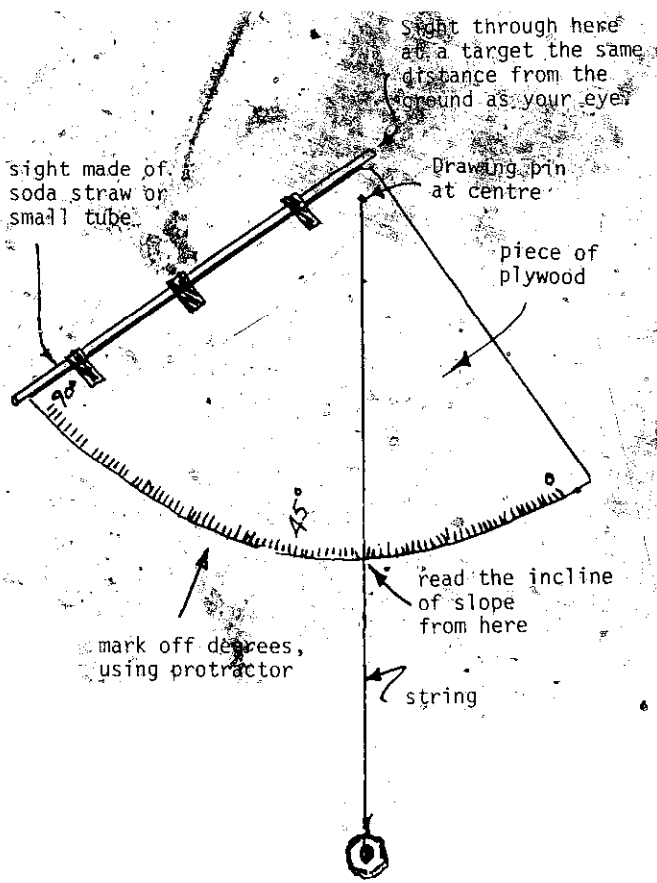 Sight through here
at a target the same
distance from the
ground as your eye.
sight made of
soda straw or
small tube
Drawing pin
at centre
piece of
plywood
90°
45°
0
read the incline
of slope
from here
mark off degrees,
using protractor
string